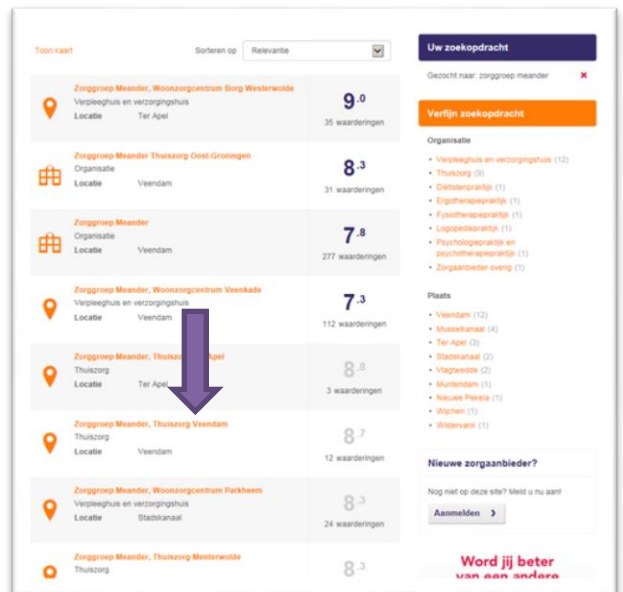 Toon kaart
Sorteren op Relevantie
Zorggroep Meander, Woonzorgcentrum Borg Westerwolde
Verpleeghuis en verzorgingshuis
Locatie Ter Apel
9.0
35 waarderingen
Zorggroep Meander Thuiszorg Oost-Groningen
Organisatie
Locatie Veendam
8.3
31 waarderingen
Zorggroep Meander
Organisatie
Locatie Veendam
7.8
277 waarderingen
Zorggroep Meander, Woonzorgcentrum Veenkade
Verpleeghuis en verzorgingshuis
Locatie Veendam
7.3
112 waarderingen
Zorggroep Meander, Thuiszorg Apel
Thuiszorg
Locatie Ter Apel
8.8
3 waarderingen
Zorggroep Meander, Thuiszorg Veendam
Thuiszorg
Locatie Veendam
8.7
12 waarderingen
Zorggroep Meander, Woonzorgcentrum Parkheem
Verpleeghuis en verzorgingshuis
Locatie Stadskanaal
8.3
24 waarderingen
Zorggroep Meander, Thuiszorg Menterwolde
Thuiszorg
8.3
Uw zoekopdracht
Gezocht naar: zorggroep meander
Verfijn zoekopdracht
Organisatie
Verpleeghuis en verzorgingshuis (12)
Thuiszorg (9)
Diëtistenpraktijk (1)
Ergotherapiepraktijk (1)
Fysiotherapiepraktijk (1)
Logopediepraktijk (1)
Psychologiepraktijk en
psychotherapiepraktijk (1)
Zorgaanbieder overig (1)
Plaats
Veendam (12)
Musselkanaal (4)
Ter Apel (3)
Stadskanaal (2)
Vlagtwedde (2)
Muntendam (1)
Nieuwe Pekela (1)
Wijchen (1)
Wildervank (1)
Nieuwe zorgaanbieder?
Nog niet op deze site? Meld u nu aan!
Aanmelden
Word jij beter
van een andere